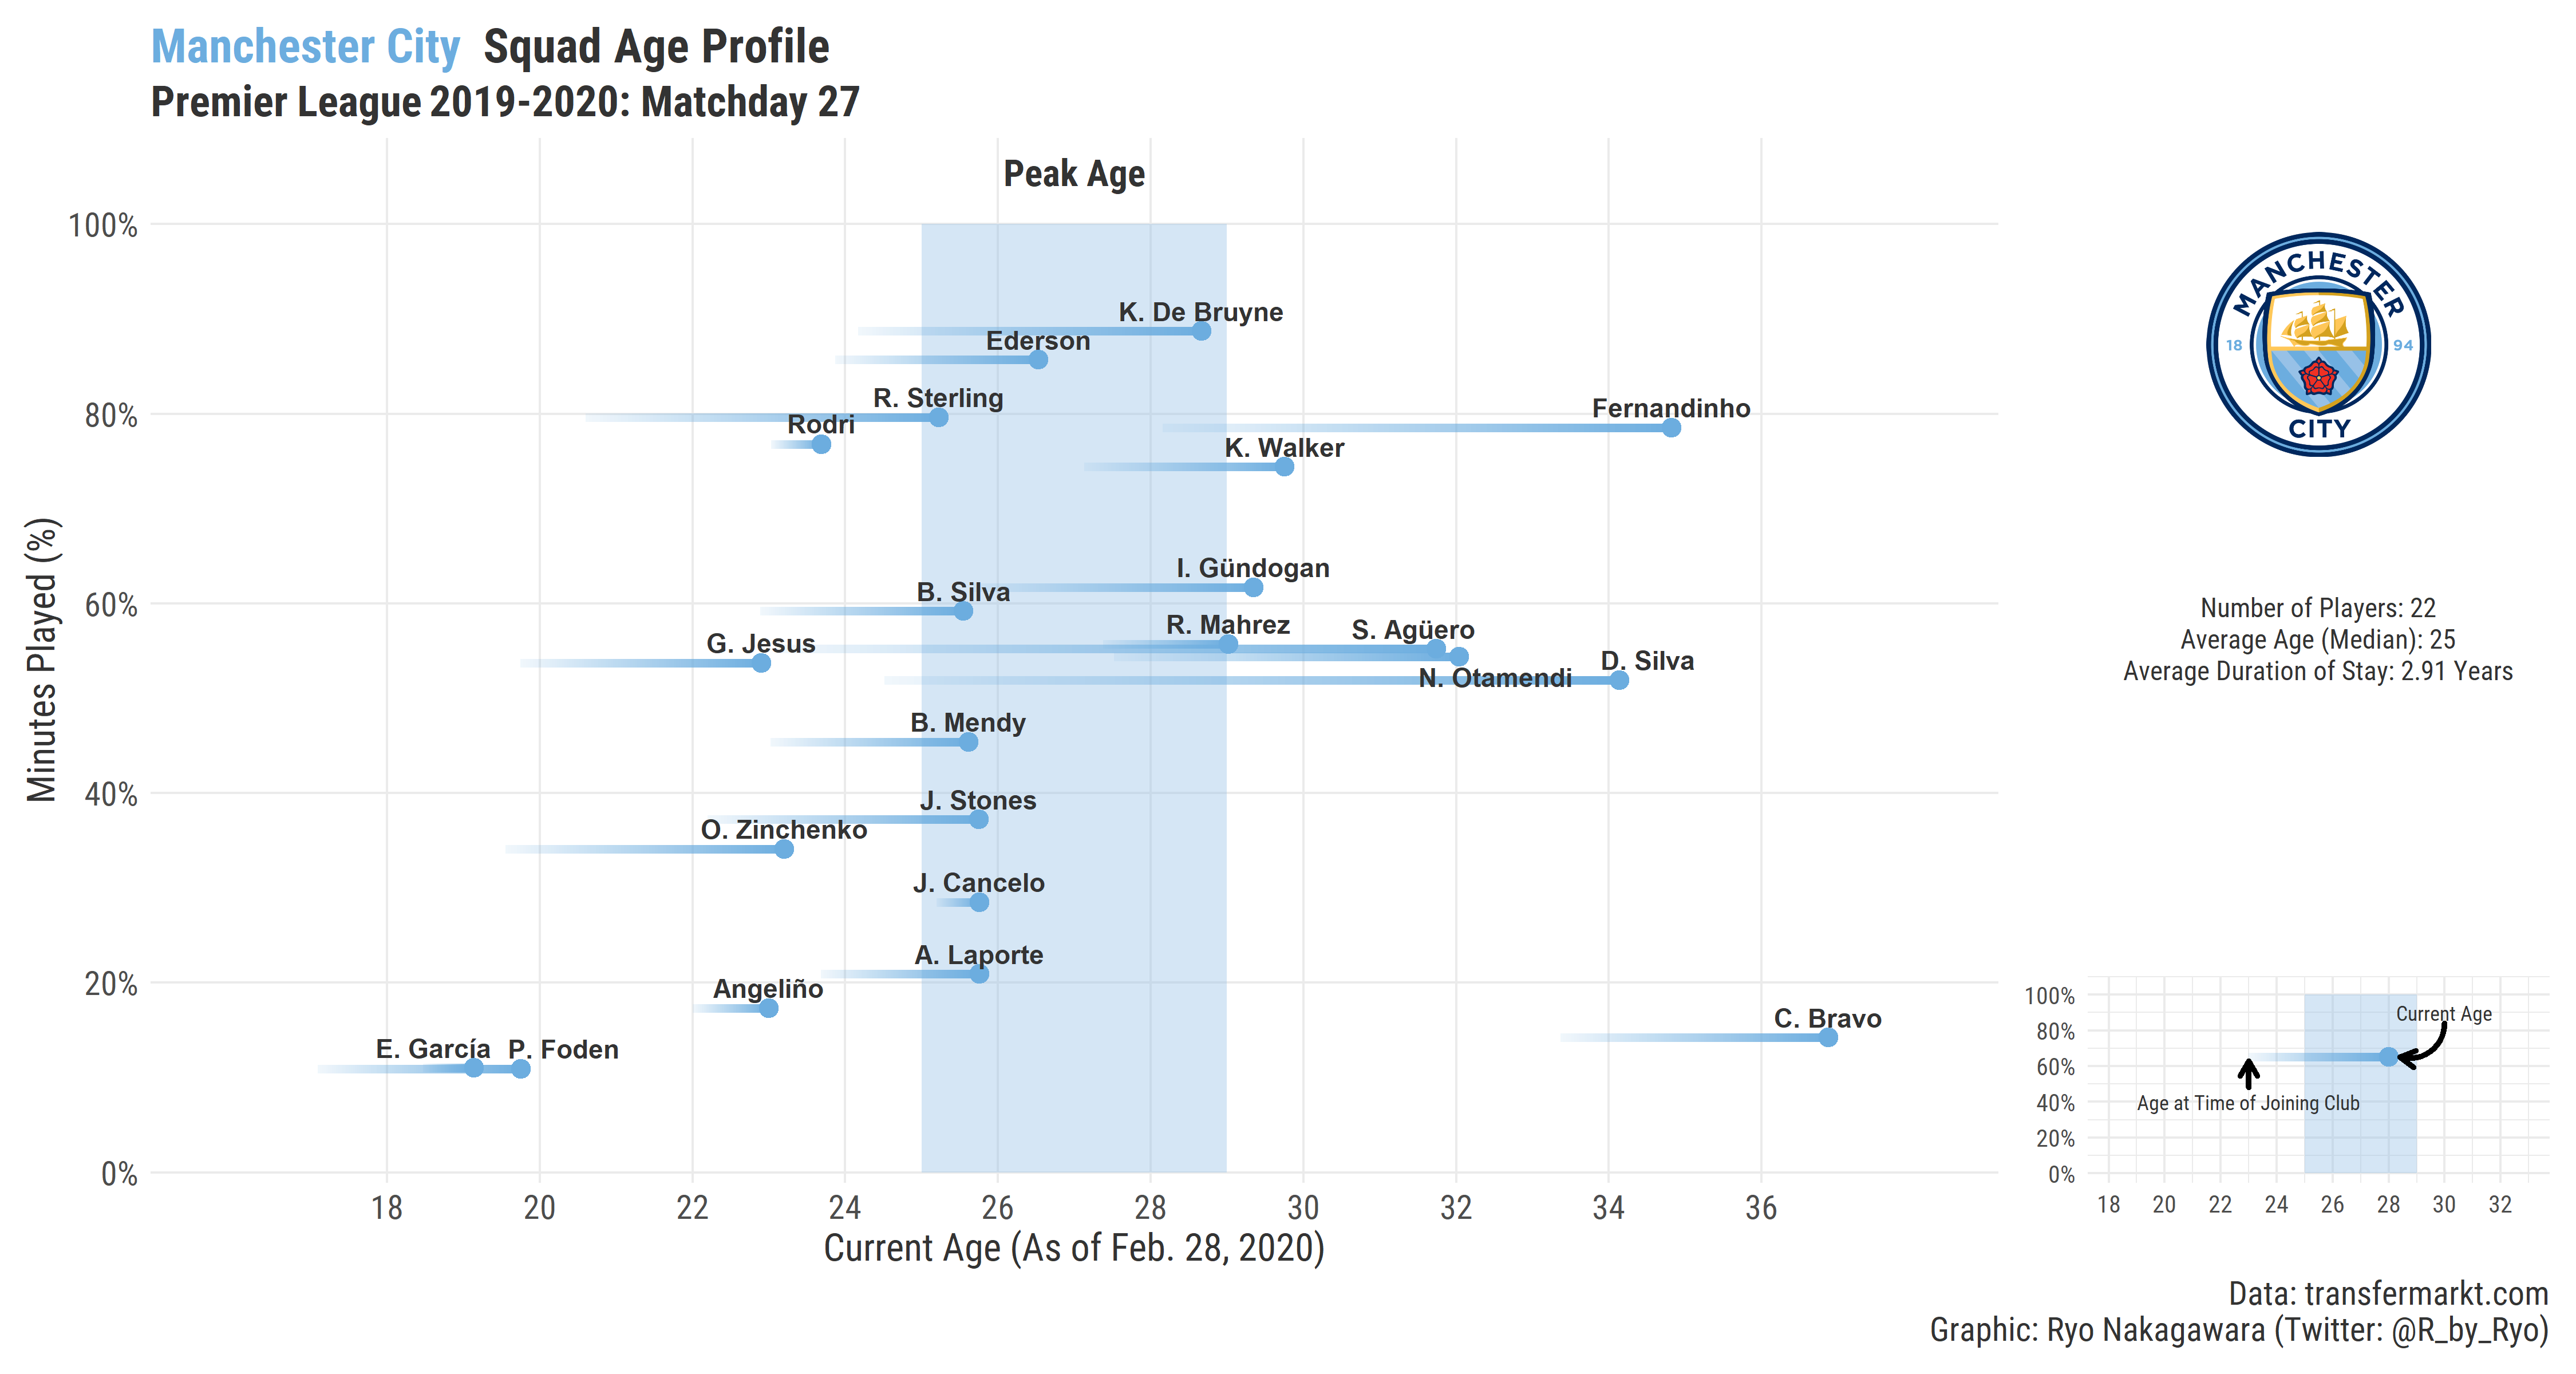 Manchester City Squad Age Profile
Premier League 2019-2020: Matchday 27
Peak Age
Minutes Played (%)
100%
80%
60%
40%
20%
0%
K. De Bruyne
Ederson
R. Sterling
Rodri
Fernandinho
K. Walker
I. Gündogan
B. Silva
R. Mahrez
S. Agüero
G. Jesus
D. Silva
N. Otamendi
B. Mendy
J. Stones
O. Zinchenko
J. Cancelo
A. Laporte
Angeliño
C. Bravo
E. García
P. Foden
18 20 22 24 26 28 30 32 34 36
Current Age (As of Feb. 28, 2020)
MANCHESTER
18 94
CITY
Number of Players: 22
Average Age (Median): 25
Average Duration of Stay: 2.91 Years
100%
80%
60%
40%
20%
0%
Current Age
Age at Time of Joining Club
18 20 22 24 26 28 30 32
Data: transfermarkt.com
Graphic: Ryo Nakagawara (Twitter: @R_by_Ryo)